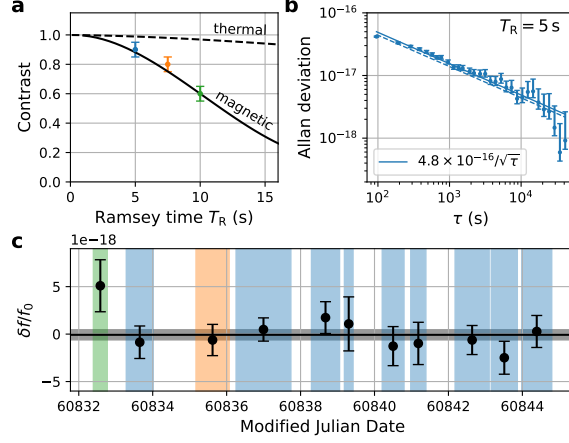 a
thermal
magnetic
1.0
0.8
0.6
0.4
0.2
0.0
Contrast
0 5 10 15
Ramsey time T_R (s)
b
T_R = 5 s
10^−16
10^−17
10^−18
Allan deviation
4.8 × 10^−16/√τ
10^2 10^3 10^4
τ (s)
c
1e−18
5
0
−5
δf/f_0
60832 60834 60836 60838 60840 60842 60844
Modified Julian Date